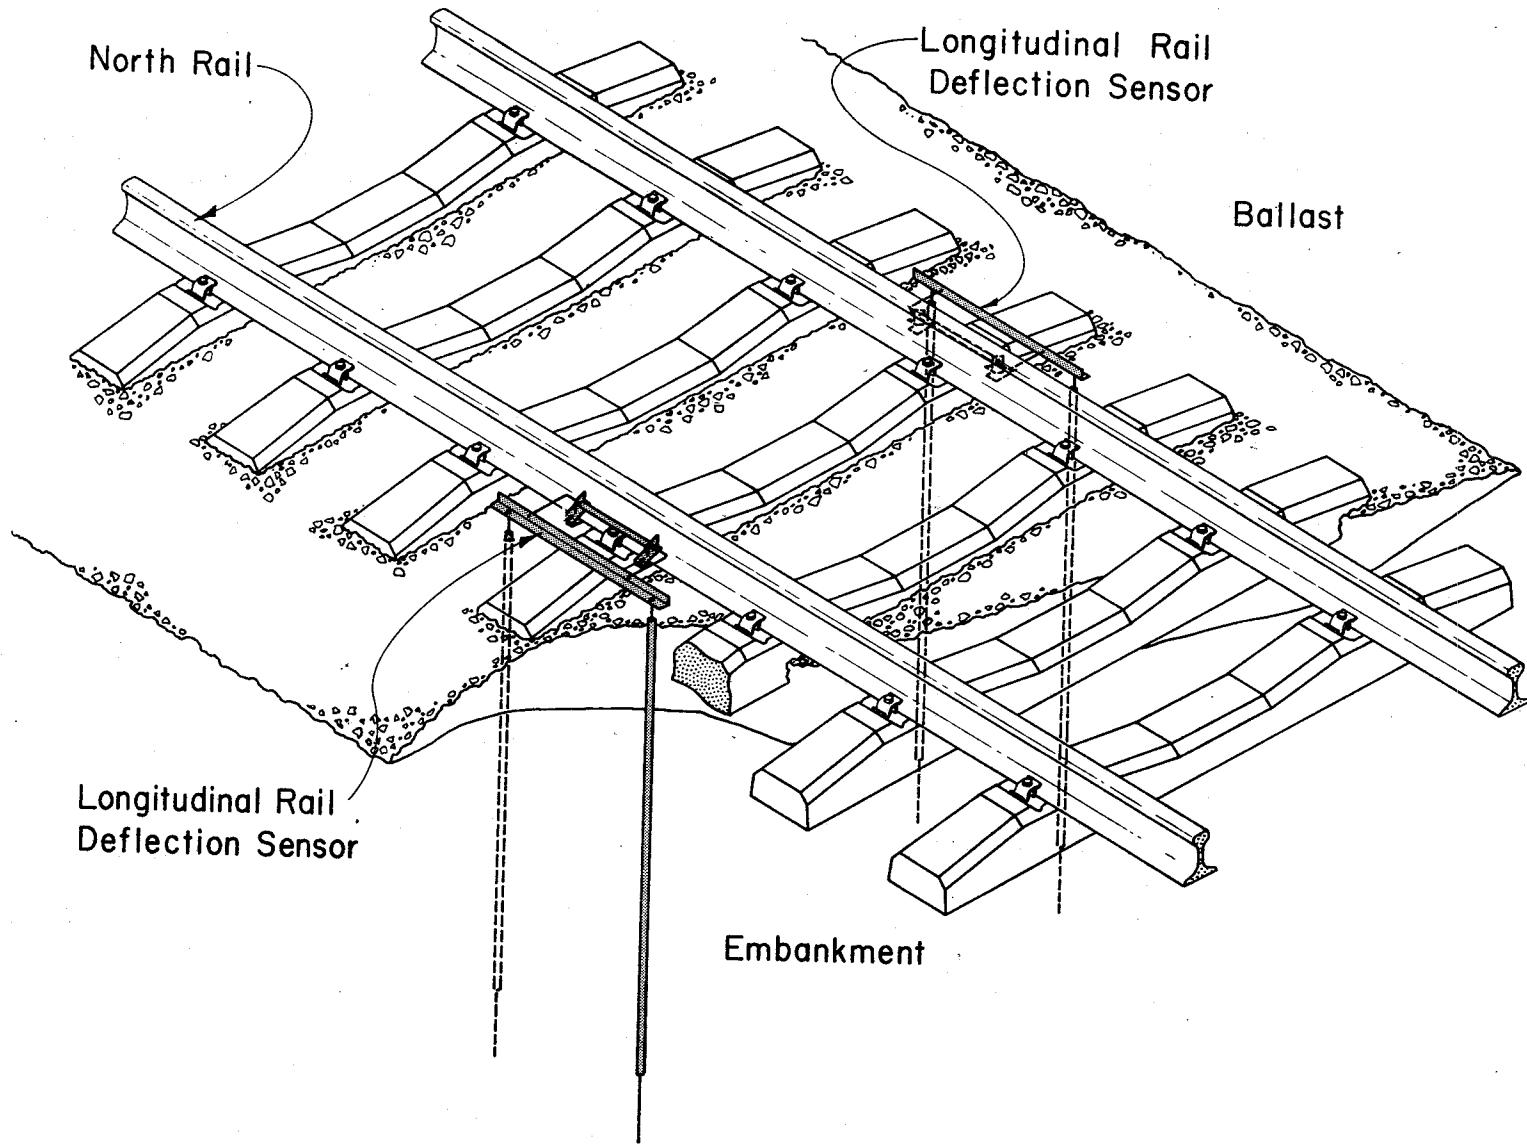 North Rail
Longitudinal Rail
Deflection Sensor
Ballast
Longitudinal Rail
Deflection Sensor
Embankment